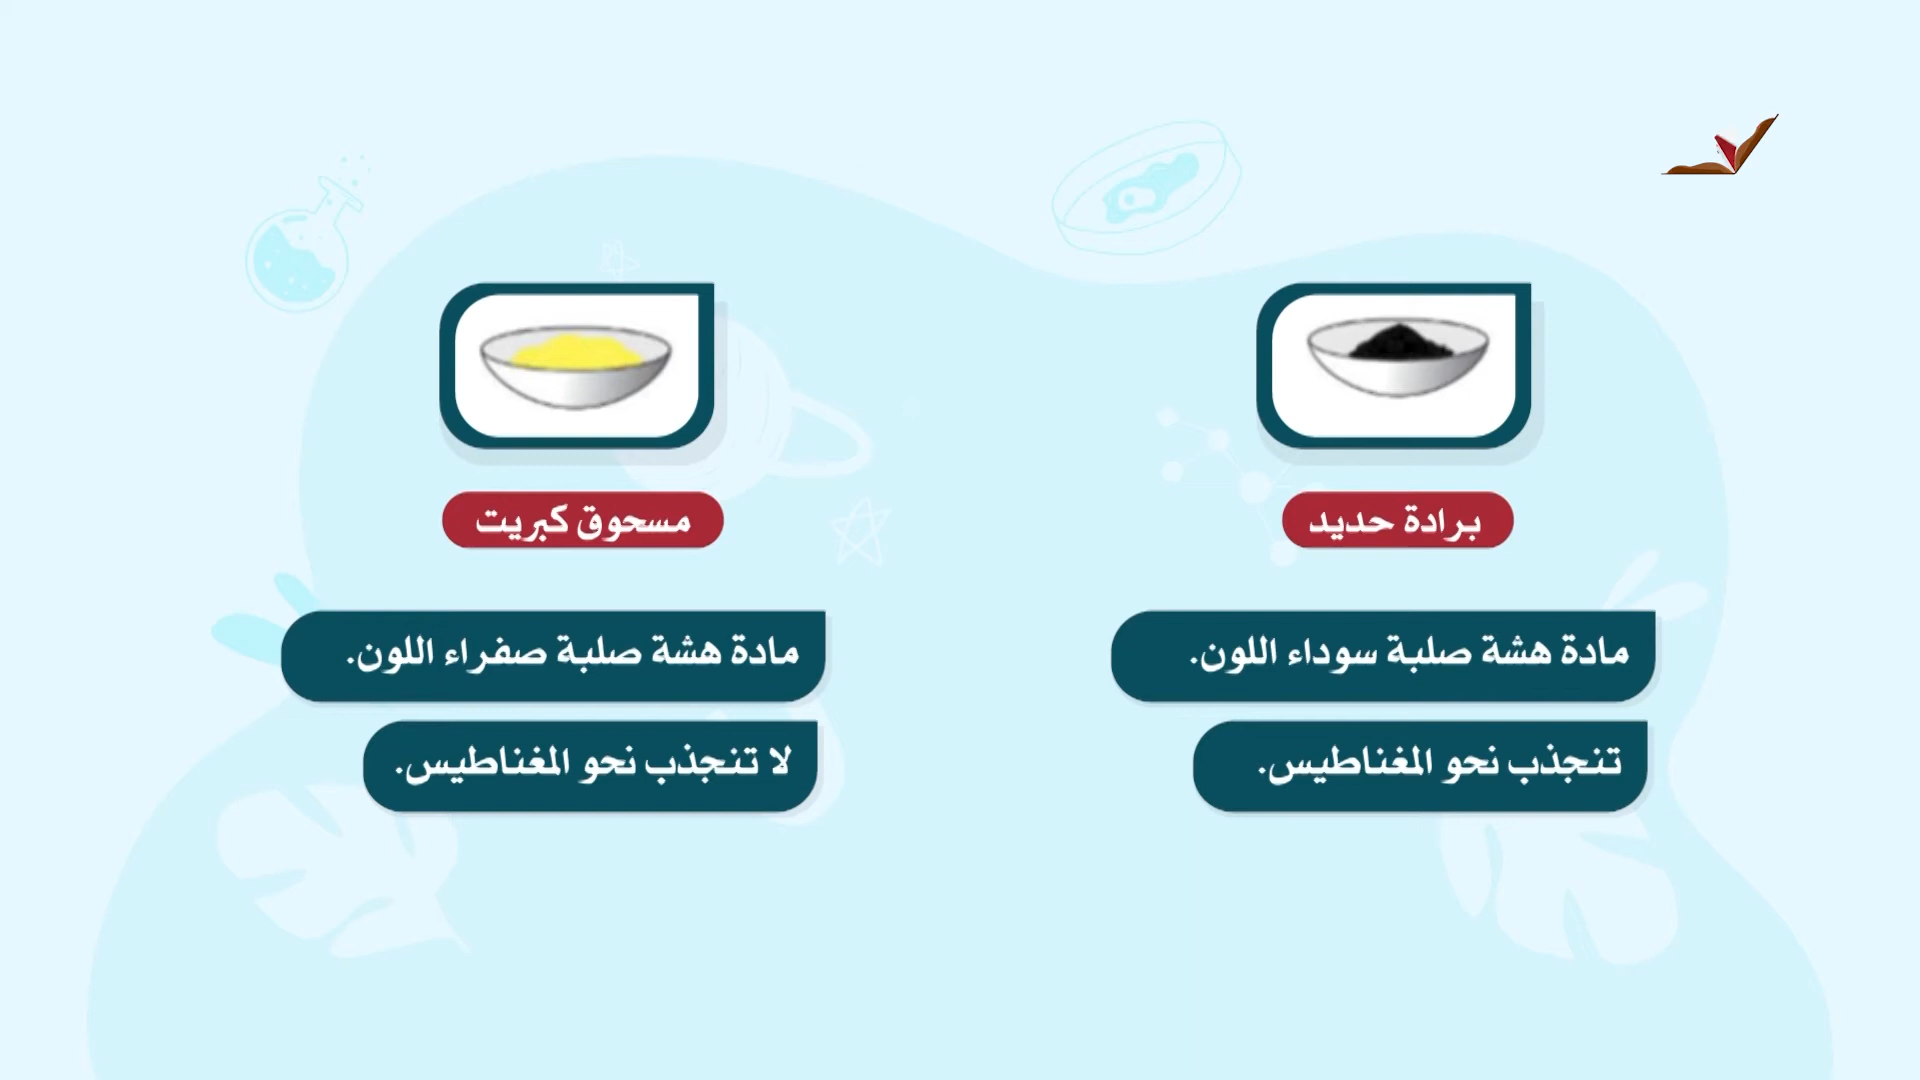 برادة حديد
مادة هشة صلبة سوداء اللون.
تنجذب نحو المغناطيس.
مسحوق كبريت
مادة هشة صلبة صفراء اللون.
لا تنجذب نحو المغناطيس.